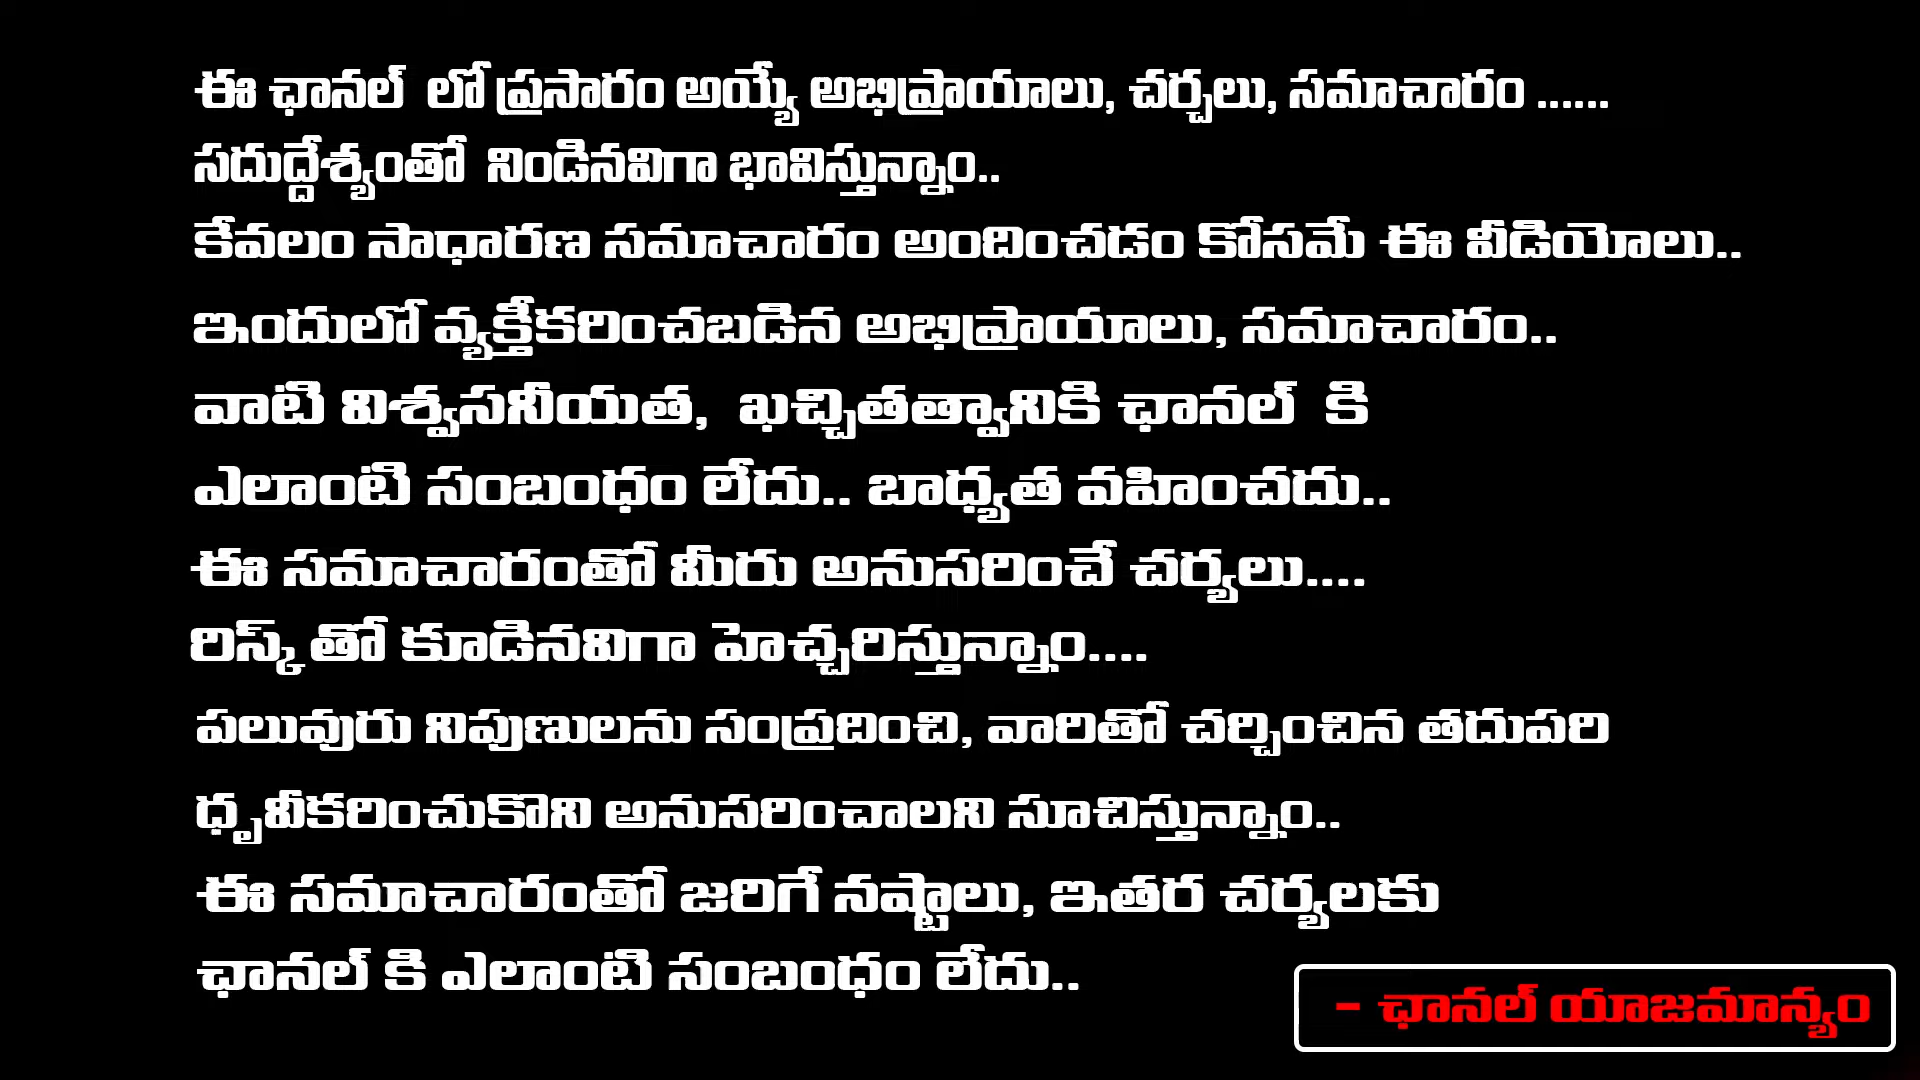 ఈ ఛానల్ లో ప్రసారం అయ్యే అభిప్రాయాలు, చర్చలు, సమాచారం ......
సదుద్దేశ్యంతో నిండినవిగా భావిస్తున్నాం..
కేవలం సాధారణ సమాచారం అందించడం కోసమే ఈ వీడియోలు..
ఇందులో వ్యక్తీకరించబడిన అభిప్రాయాలు, సమాచారం..
వాటి విశ్వసనీయత, ఖచ్చితత్వానికి ఛానల్ కి
ఎలాంటి సంబంధం లేదు.. బాధ్యత వహించదు..
ఈ సమాచారంతో మీరు అనుసరించే చర్యలు....
రిస్క్ తో కూడినవిగా హెచ్చరిస్తున్నాం....
పలువురు నిపుణులను సంప్రదించి, వారితో చర్చించిన తదుపరి
ధృవీకరించుకొని అనుసరించాలని సూచిస్తున్నాం..
ఈ సమాచారంతో జరిగే నష్టాలు, ఇతర చర్యలకు
ఛానల్ కి ఎలాంటి సంబంధం లేదు..
- ఛానల్ యాజమాన్యం